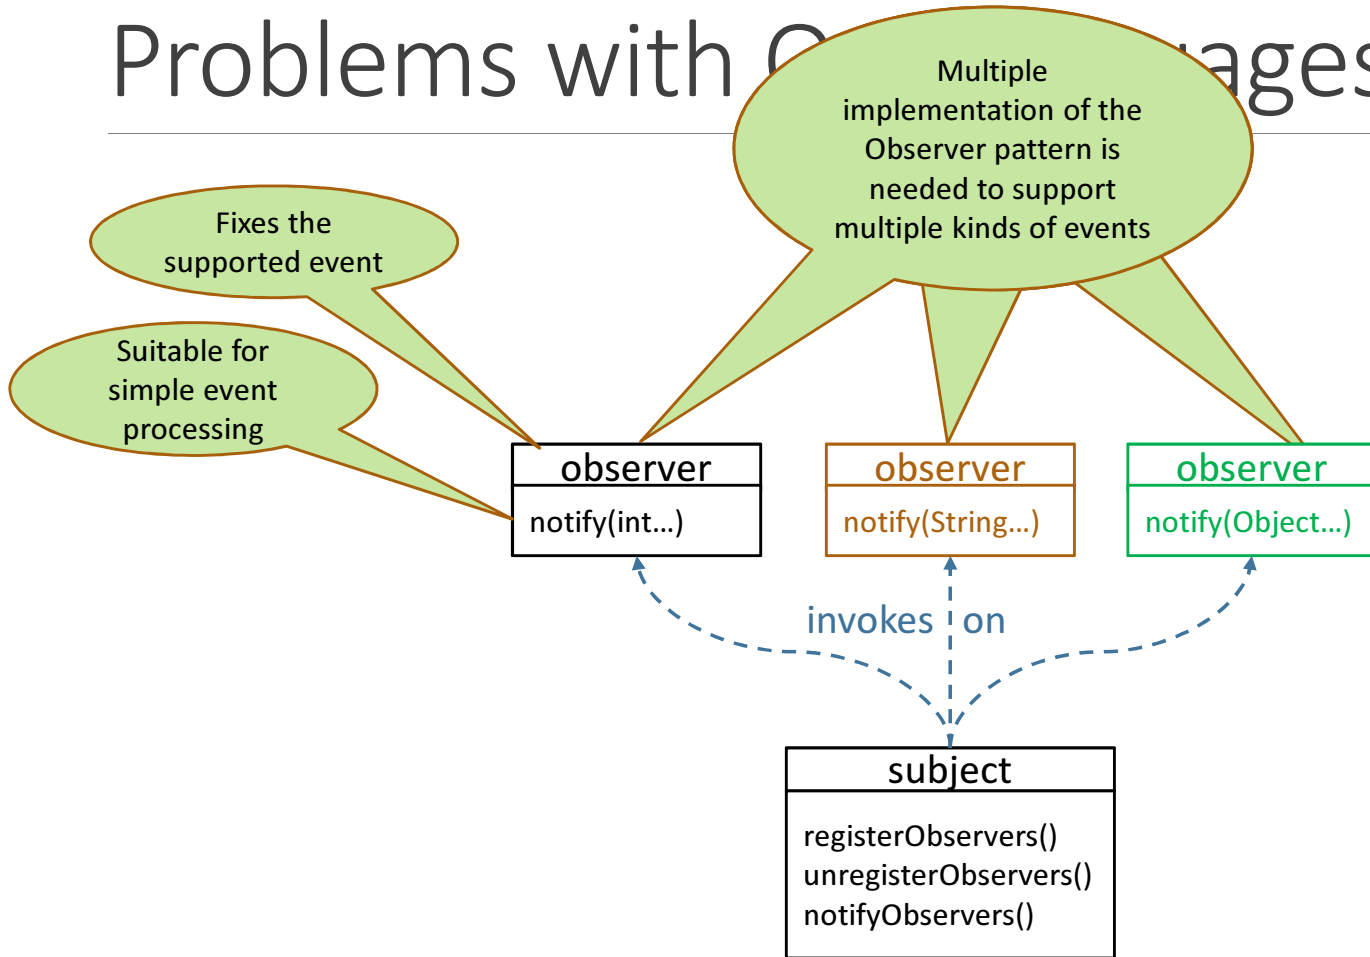 Problems with
Multiple
implementation of the
Observer pattern is
needed to support
multiple kinds of events
Fixes the
supported event
Suitable for
simple event
processing
observer
notify(int...)
observer
notify(String...)
observer
notify(Object...)
invokes on
subject
registerObservers()
unregisterObservers()
notifyObservers()